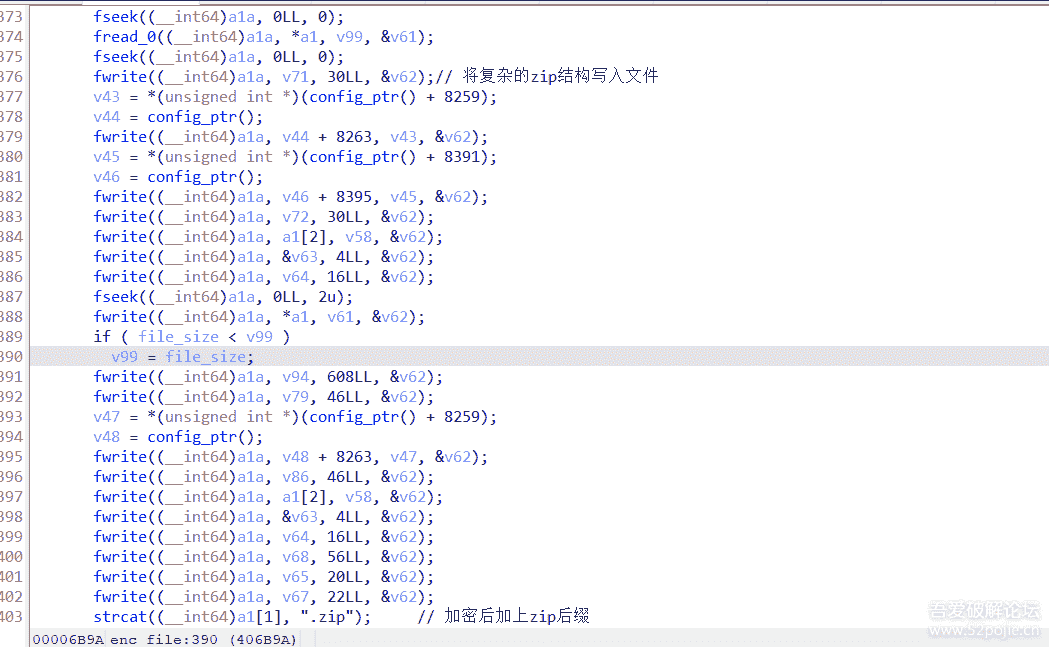 373 fseek((__int64)a1a, 0LL, 0);
374 fread_0((__int64)a1a, *a1, v99, &v61);
375 fseek((__int64)a1a, 0LL, 0);
376 fwrite((__int64)a1a, v71, 30LL, &v62);// 将复杂的zip结构写入文件
377 v43 = *(unsigned int *)(config_ptr() + 8259);
378 v44 = config_ptr();
379 fwrite((__int64)a1a, v44 + 8263, v43, &v62);
380 v45 = *(unsigned int *)(config_ptr() + 8391);
381 v46 = config_ptr();
382 fwrite((__int64)a1a, v46 + 8395, v45, &v62);
383 fwrite((__int64)a1a, v72, 30LL, &v62);
384 fwrite((__int64)a1a, a1[2], v58, &v62);
385 fwrite((__int64)a1a, &v63, 4LL, &v62);
386 fwrite((__int64)a1a, v64, 16LL, &v62);
387 fseek((__int64)a1a, 0LL, 2u);
388 fwrite((__int64)a1a, *a1, v61, &v62);
389 if ( file_size < v99 )
390 v99 = file_size;
391 fwrite((__int64)a1a, v94, 608LL, &v62);
392 fwrite((__int64)a1a, v79, 46LL, &v62);
393 v47 = *(unsigned int *)(config_ptr() + 8259);
394 v48 = config_ptr();
395 fwrite((__int64)a1a, v48 + 8263, v47, &v62);
396 fwrite((__int64)a1a, v86, 46LL, &v62);
397 fwrite((__int64)a1a, a1[2], v58, &v62);
398 fwrite((__int64)a1a, &v63, 4LL, &v62);
399 fwrite((__int64)a1a, v64, 16LL, &v62);
400 fwrite((__int64)a1a, v68, 56LL, &v62);
401 fwrite((__int64)a1a, v65, 20LL, &v62);
402 fwrite((__int64)a1a, v67, 22LL, &v62);
403 strcat((__int64)a1[1], ".zip"); // 加密后加上zip后缀
00006B9A enc_file:390 (406B9A)
吾爱破解论坛
www.52pojie.cn